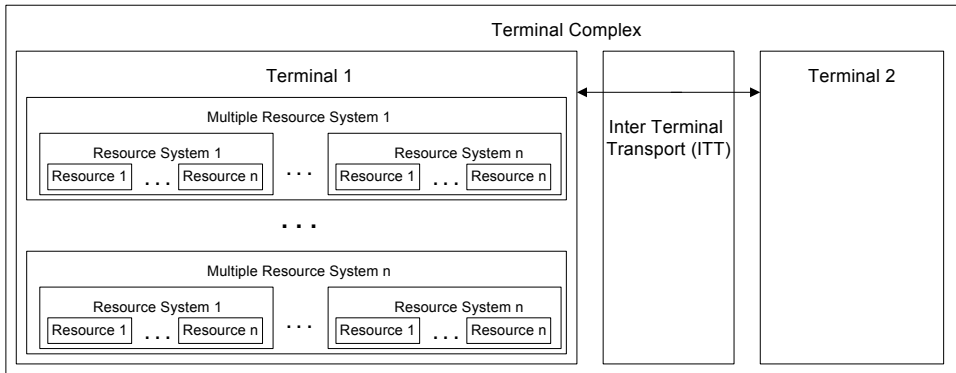 Terminal Complex
Terminal 1
Multiple Resource System 1
Resource System 1
Resource 1 . . . Resource n
. . .
Resource System n
Resource 1 . . . Resource n
. . .
Multiple Resource System n
Resource System 1
Resource 1 . . . Resource n
. . .
Resource System n
Resource 1 . . . Resource n
Inter Terminal
Transport (ITT)
Terminal 2